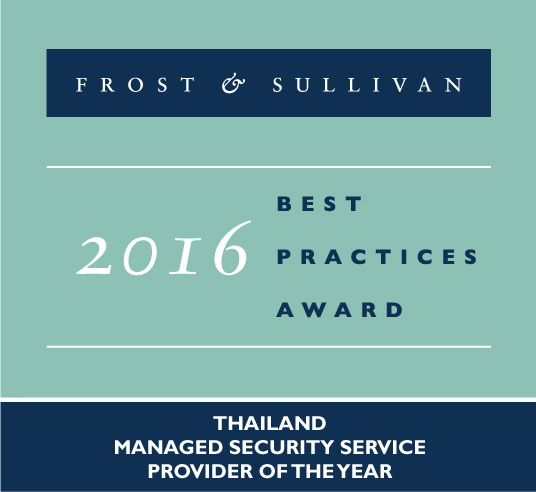 FROST & SULLIVAN
2016
BEST
PRACTICES
AWARD
THAILAND
MANAGED SECURITY SERVICE
PROVIDER OF THE YEAR